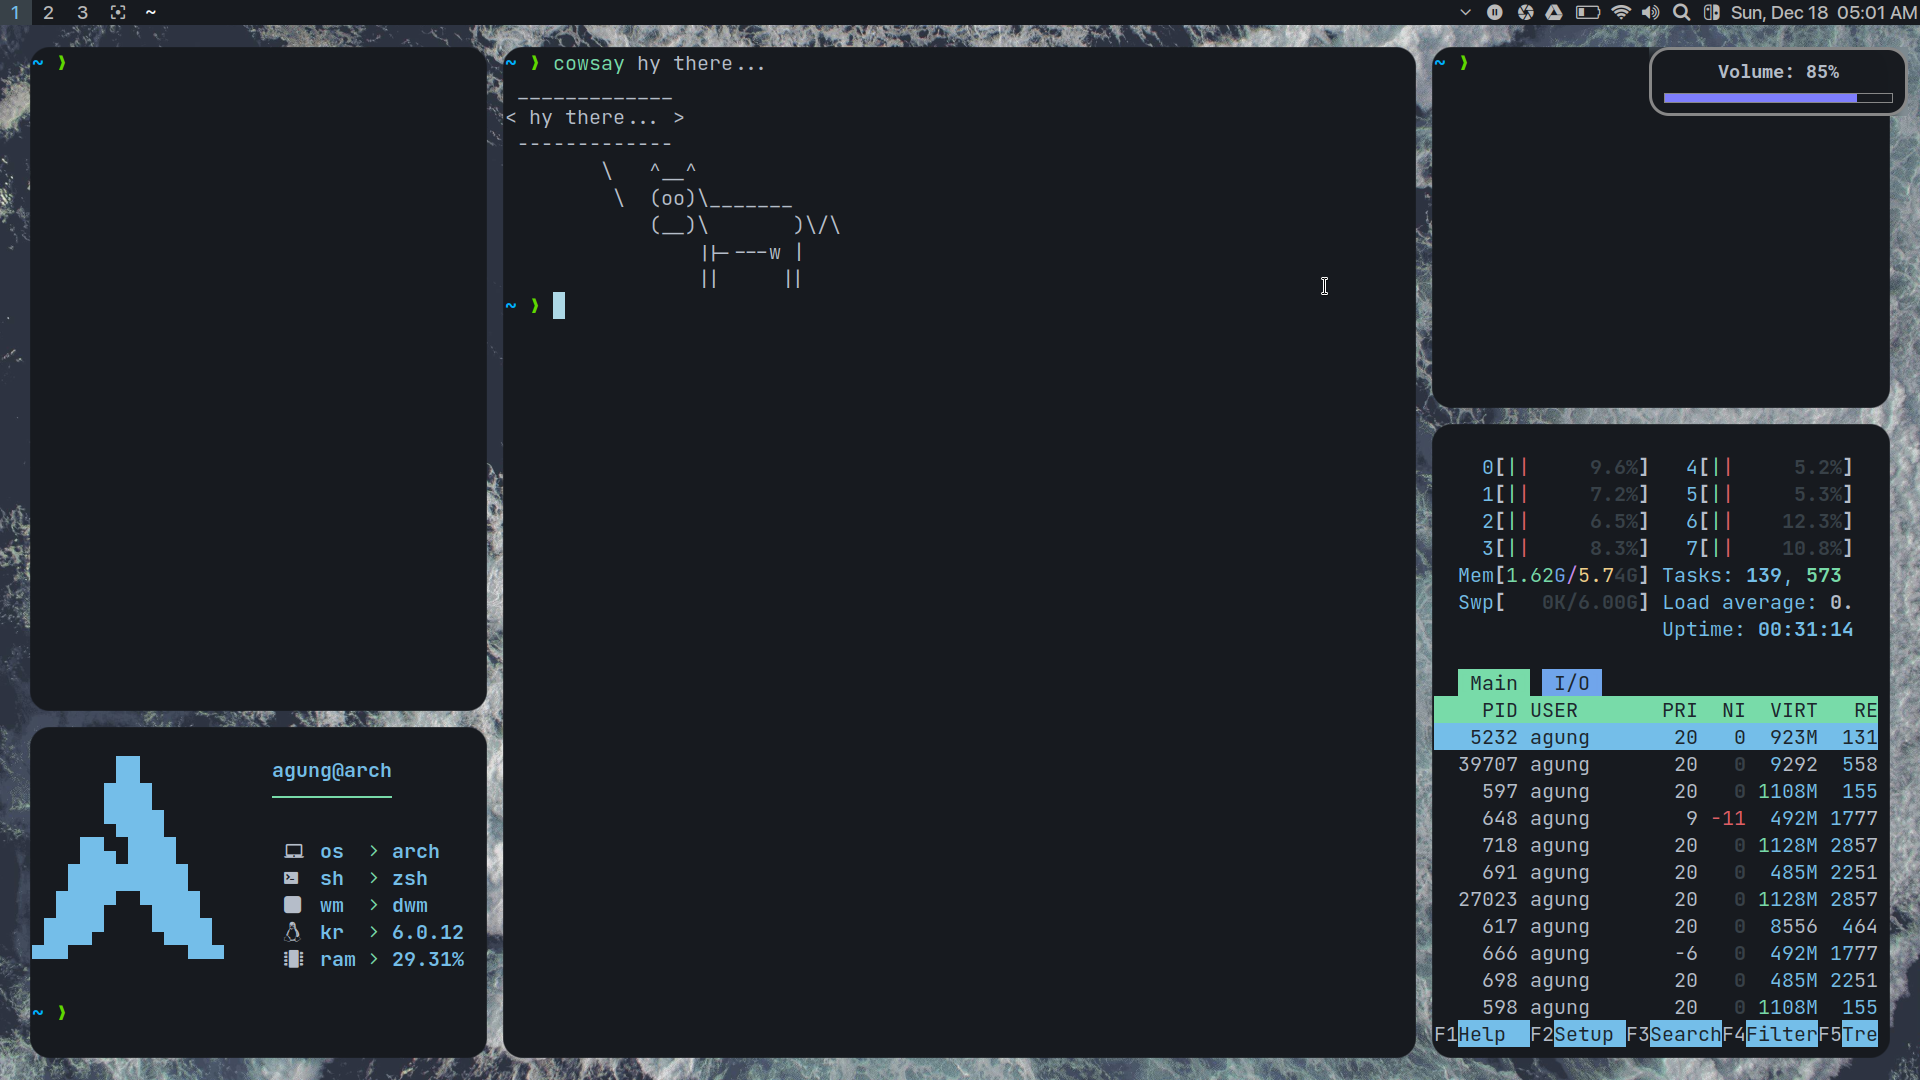 1 2 3 ~
Sun, Dec 18 05:01 AM
~ ❯
~ ❯ cowsay hy there...
 _____________
< hy there... >
 -------------
        \   ^__^
         \  (oo)\_______
            (__)\       )\/\
                ||----w |
                ||     ||
~ ❯
~ ❯
Volume: 85%
agung@arch
os > arch
sh > zsh
wm > dwm
kr > 6.0.12
ram > 29.31%
~ ❯
0[|| 9.6%] 4[|| 5.2%]
1[|| 7.2%] 5[|| 5.3%]
2[|| 6.5%] 6[|| 12.3%]
3[|| 8.3%] 7[|| 10.8%]
Mem[1.62G/5.74G] Tasks: 139, 573
Swp[ 0K/6.00G] Load average: 0.
Uptime: 00:31:14
Main I/O
PID USER PRI NI VIRT RE
5232 agung 20 0 923M 131
39707 agung 20 0 9292 558
597 agung 20 0 1108M 155
648 agung 9 -11 492M 1777
718 agung 20 0 1128M 2857
691 agung 20 0 485M 2251
27023 agung 20 0 1128M 2857
617 agung 20 0 8556 464
666 agung -6 0 492M 1777
698 agung 20 0 485M 2251
598 agung 20 0 1108M 155
F1Help F2Setup F3SearchF4FilterF5Tre